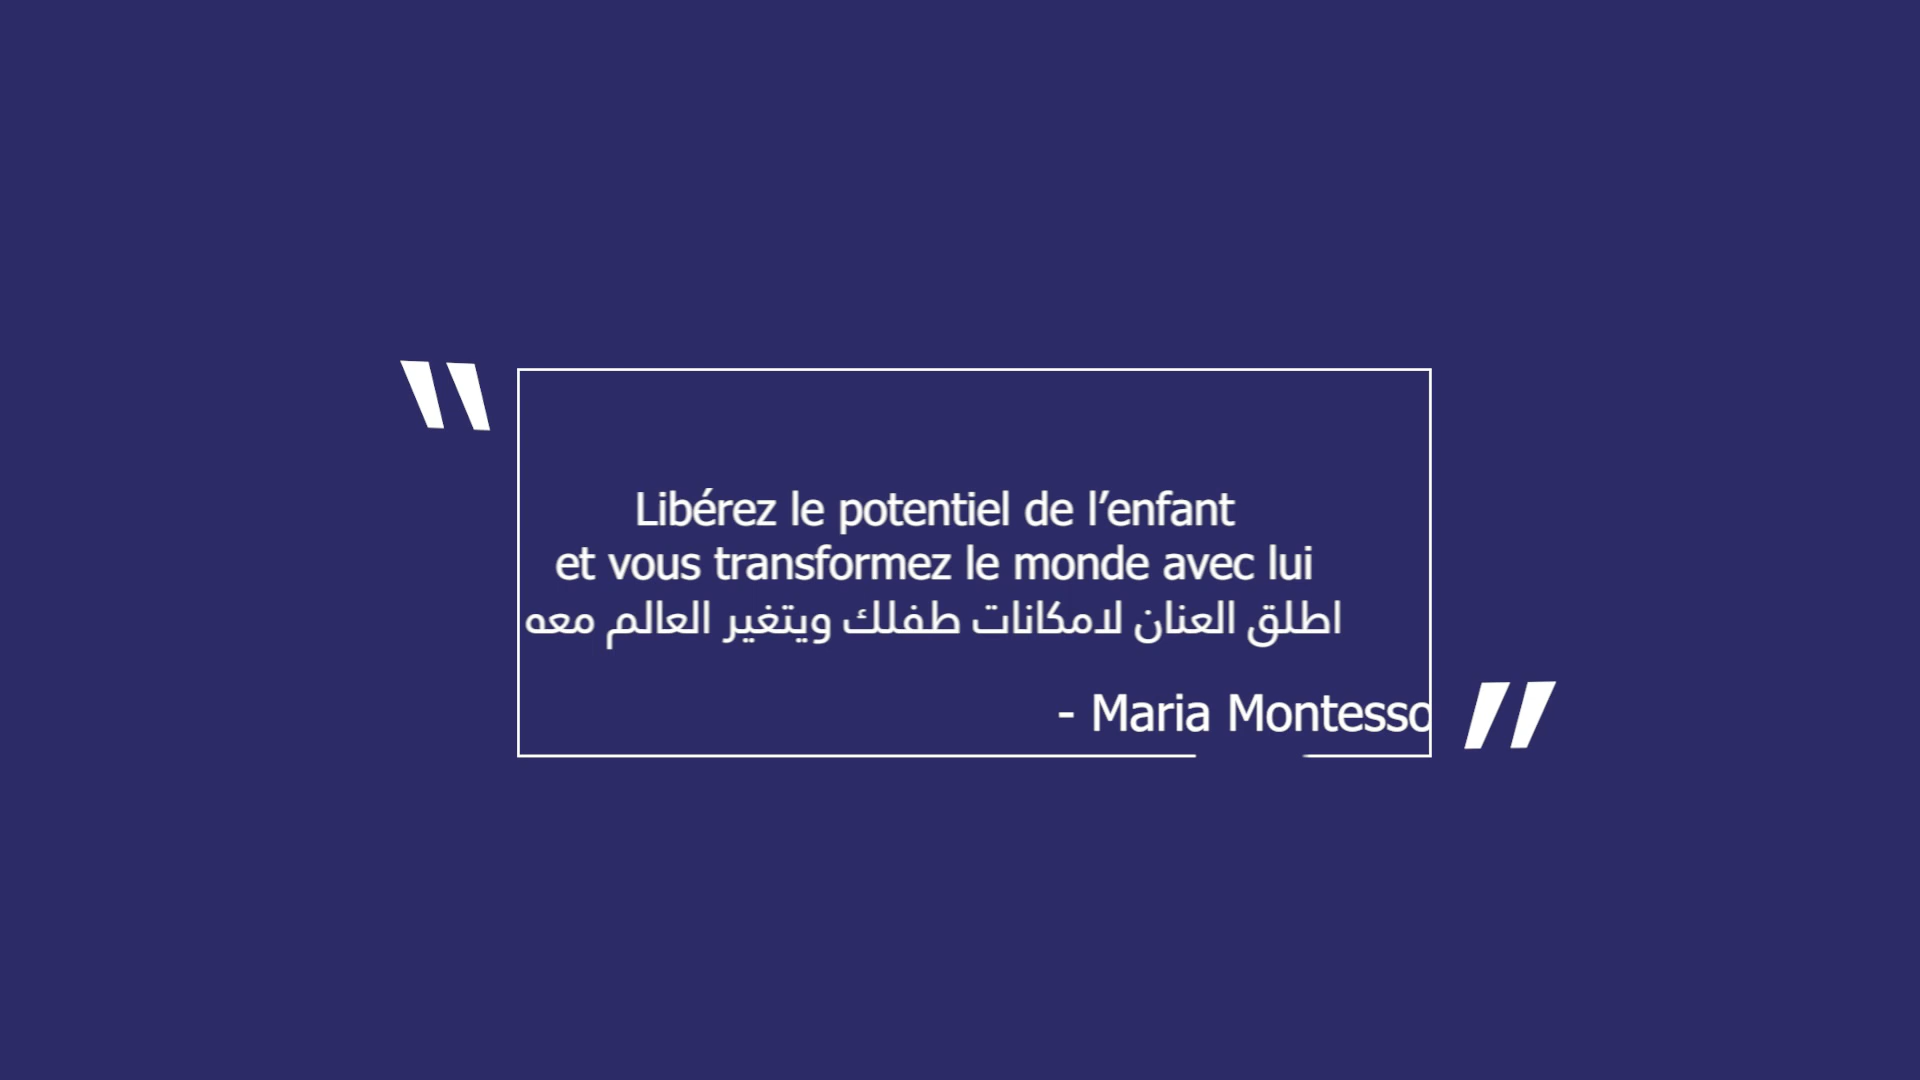 Libérez le potentiel de l’enfant
et vous transformez le monde avec lui
اطلق العنان لامكانات طفلك ويتغير العالم معه
- Maria Montesso